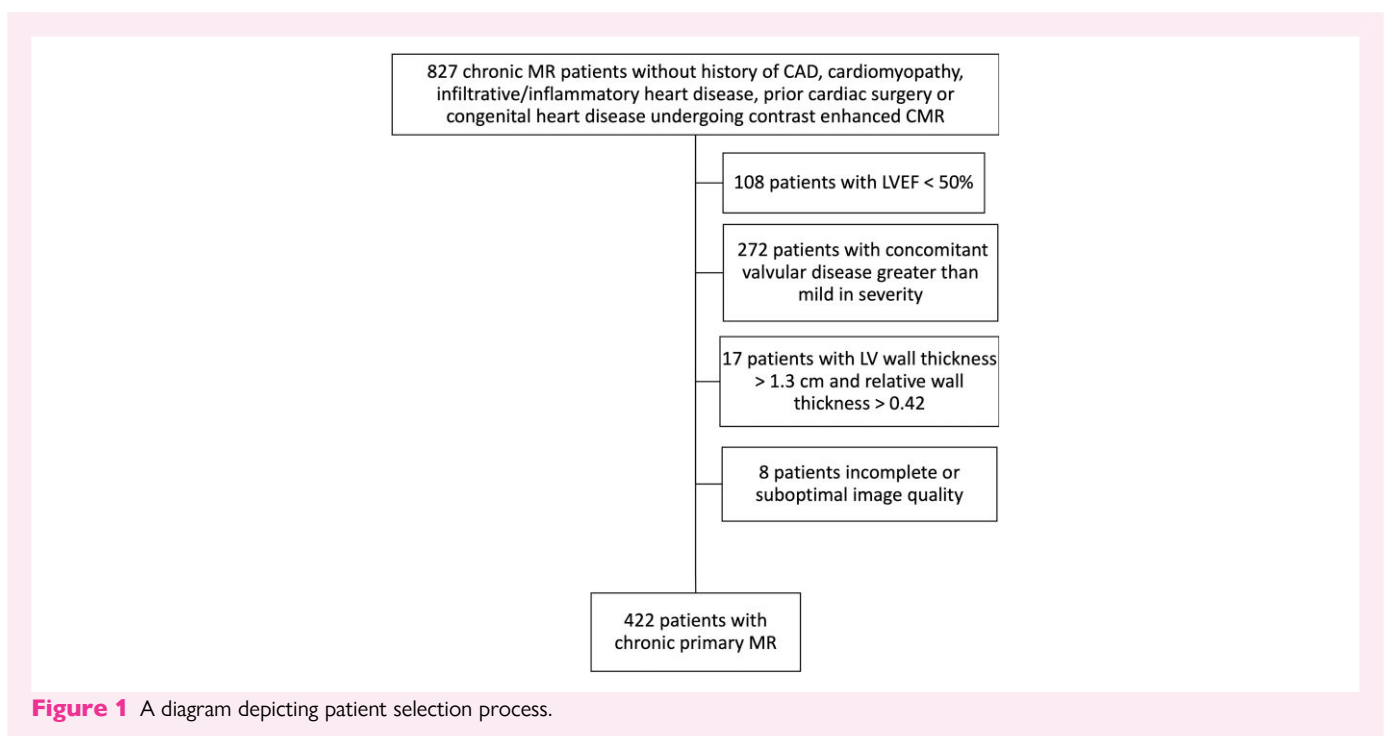 827 chronic MR patients without history of CAD, cardiomyopathy,
infiltrative/inflammatory heart disease, prior cardiac surgery or
congenital heart disease undergoing contrast enhanced CMR
108 patients with LVEF < 50%
272 patients with concomitant
valvular disease greater than
mild in severity
17 patients with LV wall thickness
> 1.3 cm and relative wall
thickness > 0.42
8 patients incomplete or
suboptimal image quality
422 patients with
chronic primary MR
Figure 1 A diagram depicting patient selection process.